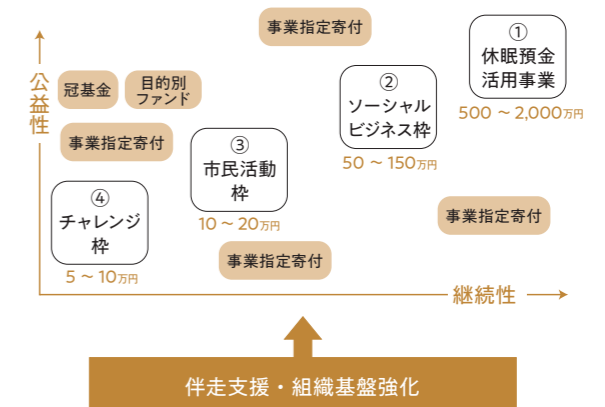 事業指定寄付
①
休眠預金
活用事業
500 ～ 2,000万円
公益性
冠基金
目的別
ファンド
②
ソーシャル
ビジネス枠
50 ～ 150万円
事業指定寄付
③
市民活動
枠
10 ～ 20万円
④
チャレンジ
枠
5 ～ 10万円
事業指定寄付
事業指定寄付
継続性
伴走支援・組織基盤強化